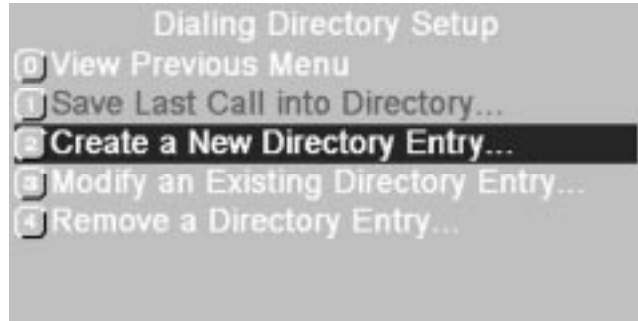 Dialing Directory Setup
0 View Previous Menu
1 Save Last Call into Directory...
2 Create a New Directory Entry...
3 Modify an Existing Directory Entry...
4 Remove a Directory Entry...